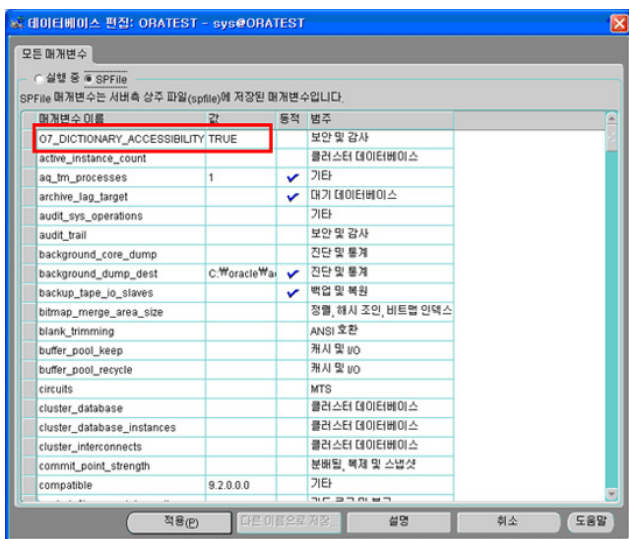 데이터베이스 편집: ORATEST - sys@ORATEST
모든 매개변수
실행 중 SPFile
SPFile 매개변수는 서버측 상주 파일(spfile)에 저장된 매개변수입니다.
매개변수 이름 값 동적 범주
O7_DICTIONARY_ACCESSIBILITY TRUE 보안 및 감사
active_instance_count 클러스터 데이터베이스
aq_tm_processes 1 기타
archive_lag_target 대기 데이터베이스
audit_sys_operations 기타
audit_trail 보안 및 감사
background_core_dump 진단 및 통계
background_dump_dest C:₩oracle₩a 진단 및 통계
backup_tape_io_slaves 백업 및 복원
bitmap_merge_area_size 정렬, 해시 조인, 비트맵 인덱스
blank_trimming ANSI 호환
buffer_pool_keep 캐시 및 I/O
buffer_pool_recycle 캐시 및 I/O
circuits MTS
cluster_database 클러스터 데이터베이스
cluster_database_instances 클러스터 데이터베이스
cluster_interconnects 클러스터 데이터베이스
commit_point_strength 분배됨, 복제 및 스냅샷
compatible 9.2.0.0.0 기타
적용(P) 다른 이름으로 저장... 설명 취소 도움말